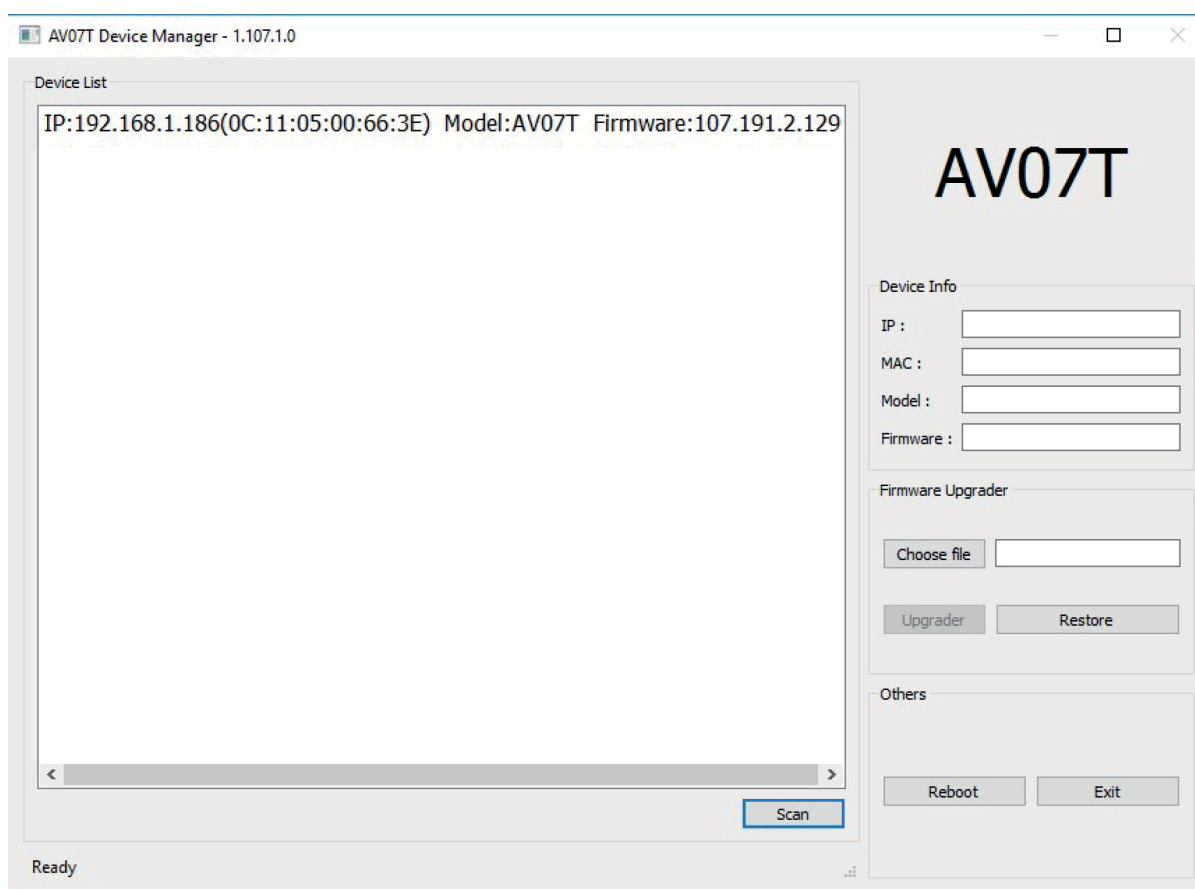 AV07T Device Manager - 1.107.1.0
Device List
IP:192.168.1.186(0C:11:05:00:66:3E) Model:AV07T Firmware:107.191.2.129
Scan
Ready
AV07T
Device Info
IP :
MAC :
Model :
Firmware :
Firmware Upgrader
Choose file
Upgrader Restore
Others
Reboot Exit